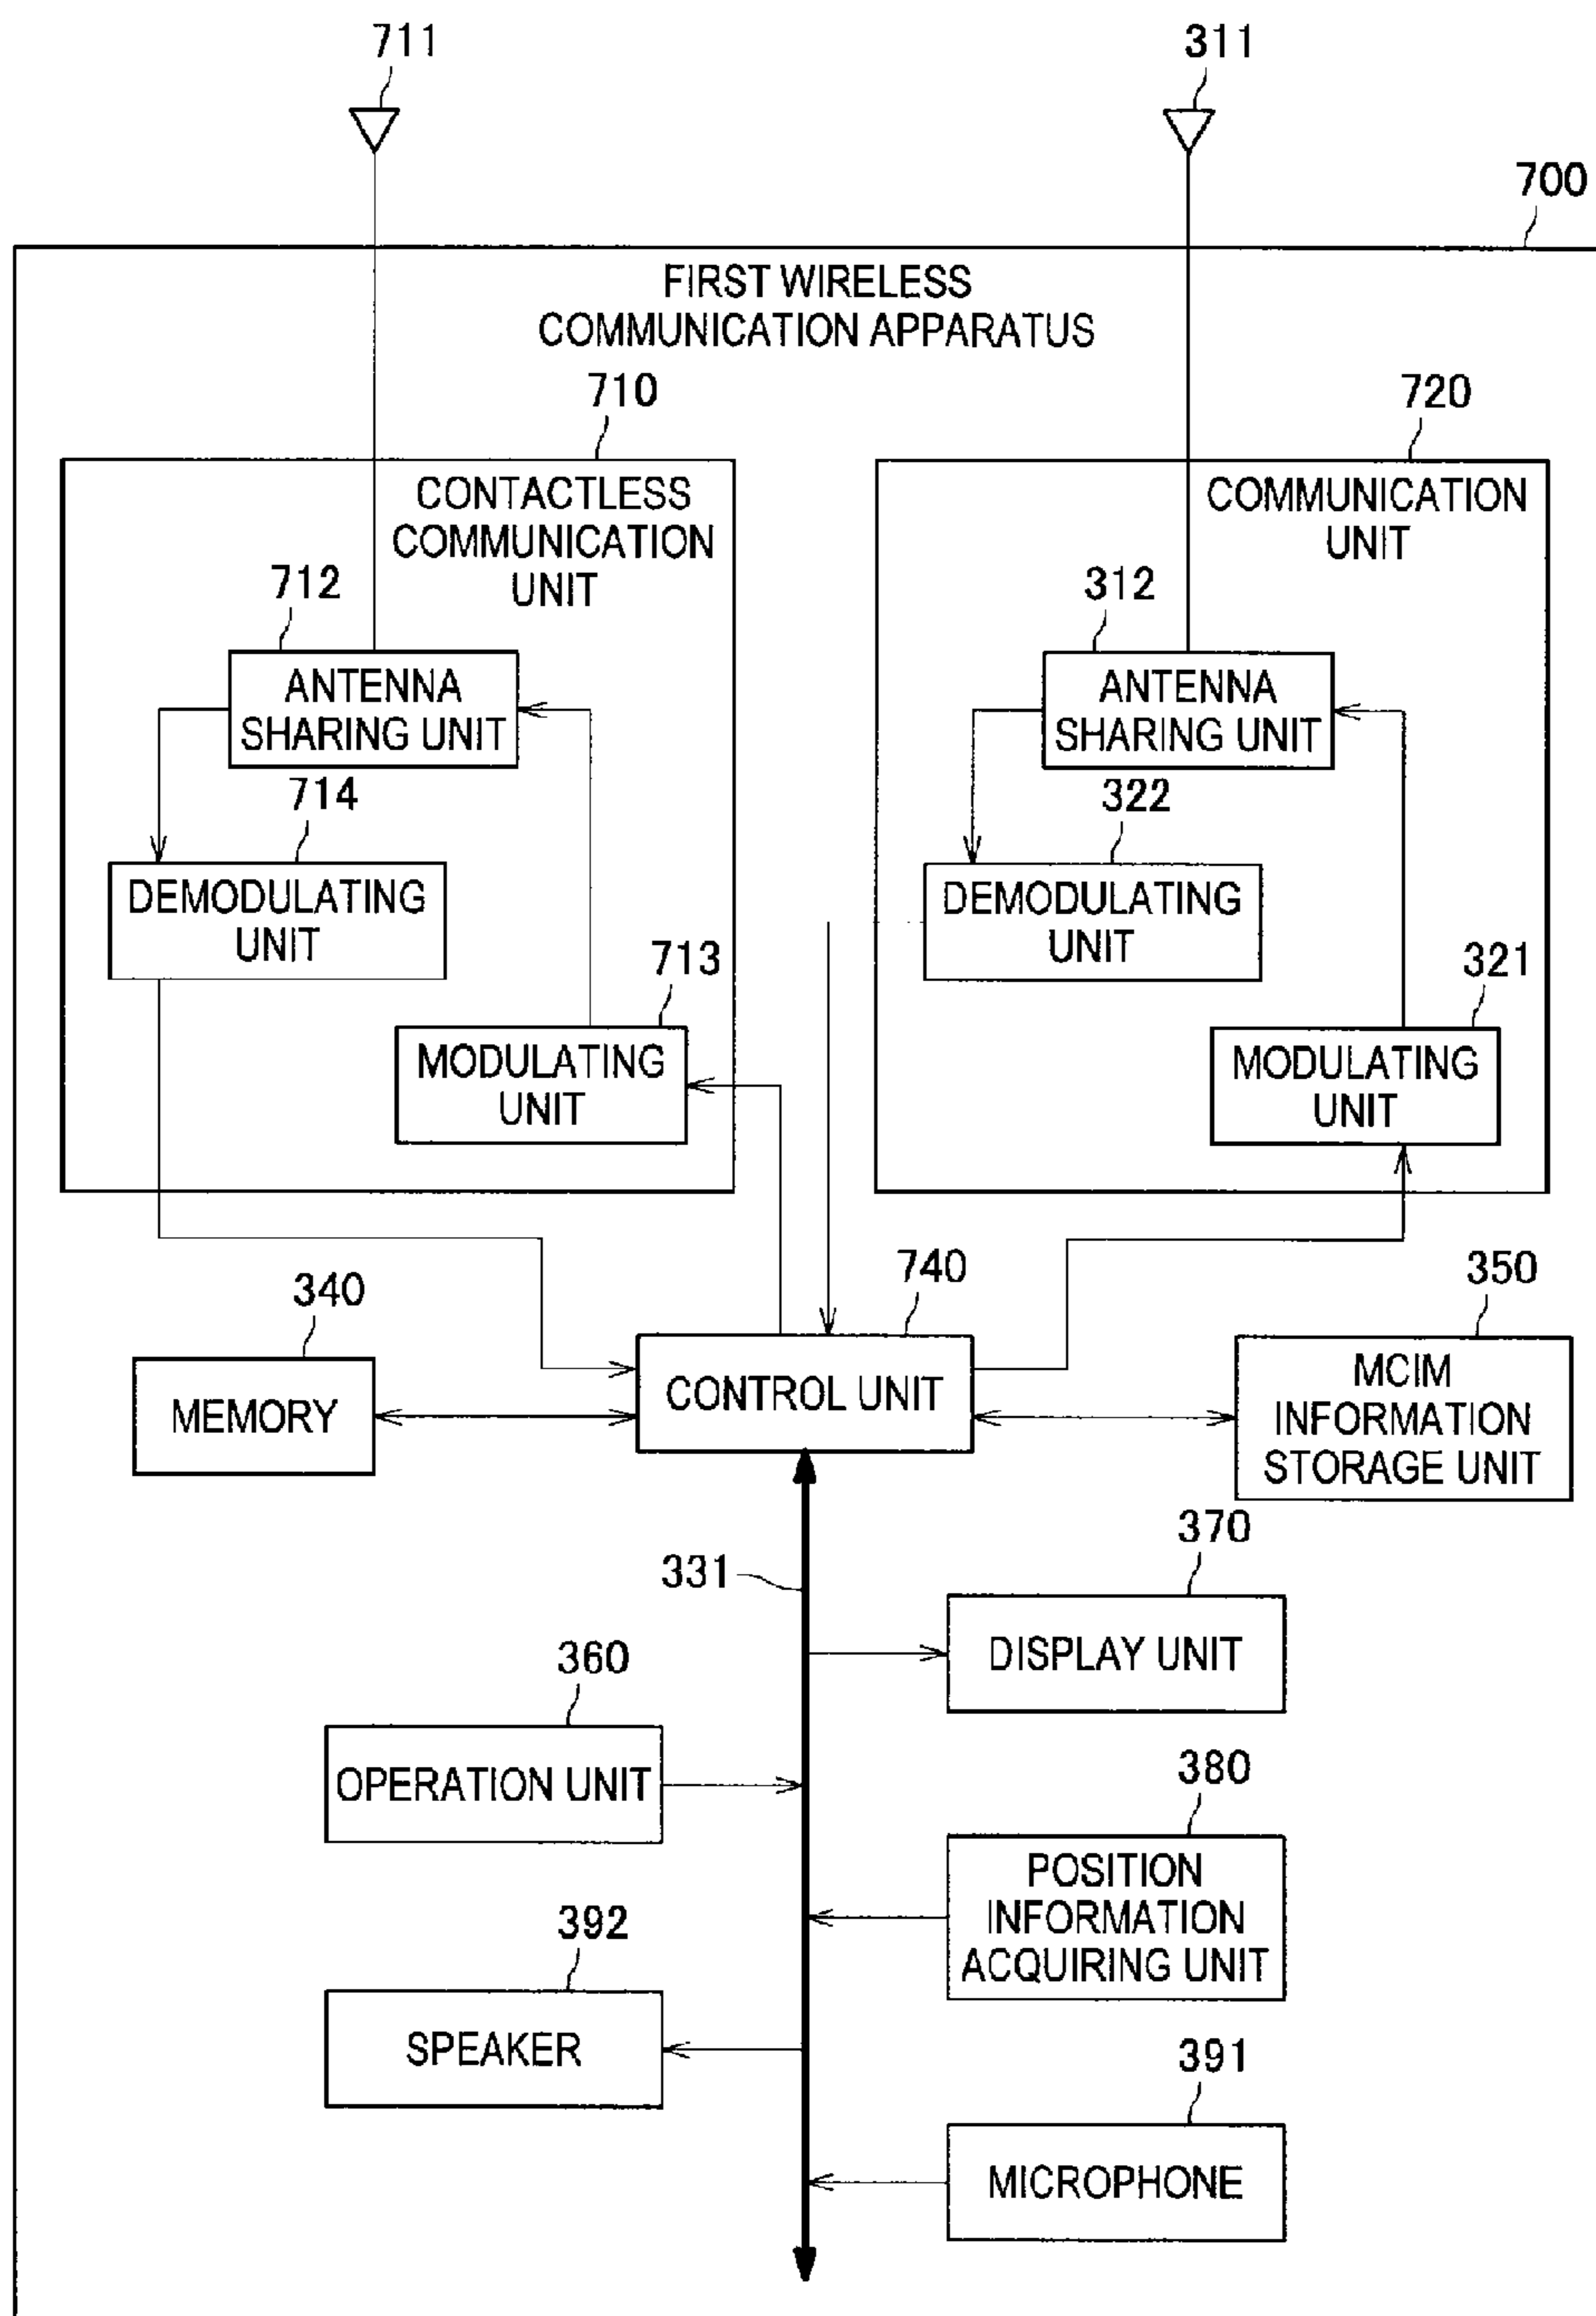 711
311
700
FIRST WIRELESS
COMMUNICATION APPARATUS
710
720
CONTACTLESS
COMMUNICATION
UNIT
COMMUNICATION
UNIT
712
312
ANTENNA
SHARING UNIT
ANTENNA
SHARING UNIT
714
322
DEMODULATING
UNIT
DEMODULATING
UNIT
713
321
MODULATING
UNIT
MODULATING
UNIT
740
340
350
MEMORY
CONTROL UNIT
MCIM
INFORMATION
STORAGE UNIT
331
370
DISPLAY UNIT
360
OPERATION UNIT
380
POSITION
INFORMATION
ACQUIRING UNIT
392
SPEAKER
391
MICROPHONE